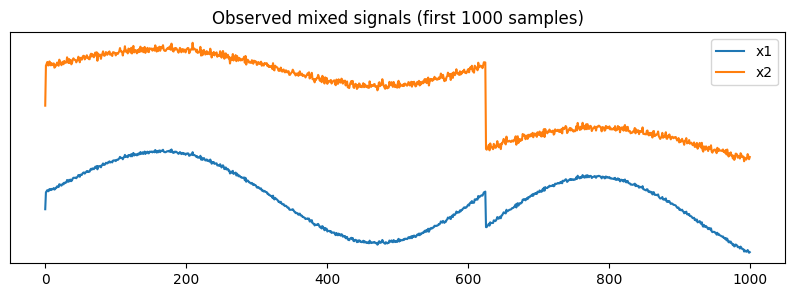 Observed mixed signals (first 1000 samples)
x1
x2
0 200 400 600 800 1000